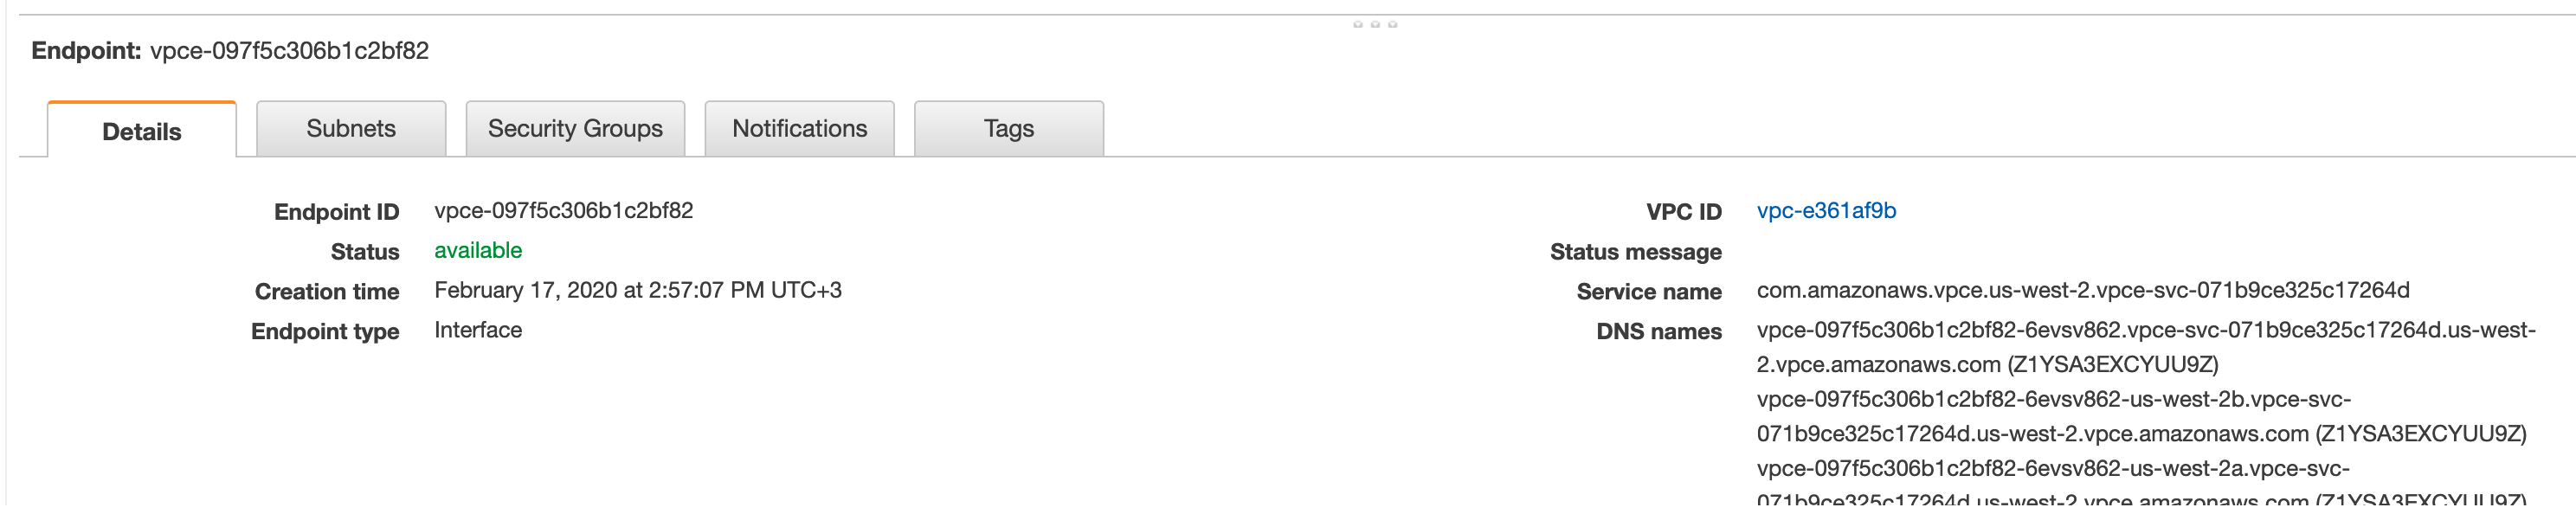 Endpoint: vpce-097f5c306b1c2bf82
Details Subnets Security Groups Notifications Tags
Endpoint ID vpce-097f5c306b1c2bf82
Status available
Creation time February 17, 2020 at 2:57:07 PM UTC+3
Endpoint type Interface
VPC ID vpc-e361af9b
Status message
Service name com.amazonaws.vpce.us-west-2.vpce-svc-071b9ce325c17264d
DNS names vpce-097f5c306b1c2bf82-6evsv862.vpce-svc-071b9ce325c17264d.us-west-
2.vpce.amazonaws.com (Z1YSA3EXCYUU9Z)
vpce-097f5c306b1c2bf82-6evsv862-us-west-2b.vpce-svc-
071b9ce325c17264d.us-west-2.vpce.amazonaws.com (Z1YSA3EXCYUU9Z)
vpce-097f5c306b1c2bf82-6evsv862-us-west-2a.vpce-svc-
071b9ce325c17264d.us-west-2.vpce.amazonaws.com (Z1YSA3EXCYUU9Z)